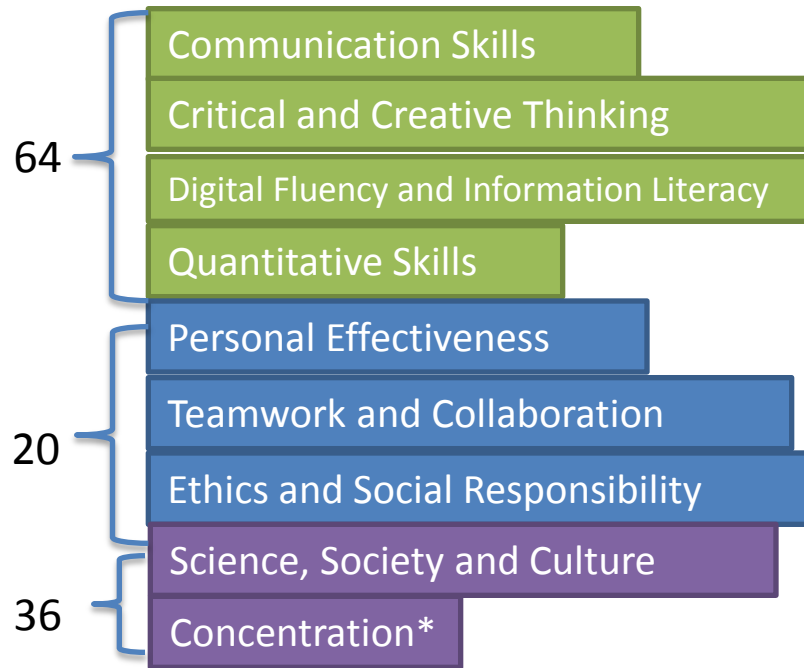 Communication Skills
Critical and Creative Thinking
64
Digital Fluency and Information Literacy
Quantitative Skills
Personal Effectiveness
Teamwork and Collaboration
20
Ethics and Social Responsibility
Science, Society and Culture
36
Concentration*